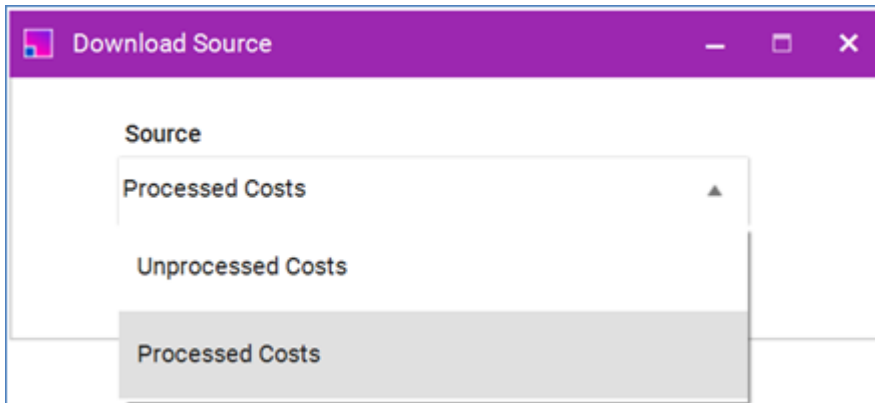 Download Source
Source
Processed Costs
Unprocessed Costs
Processed Costs